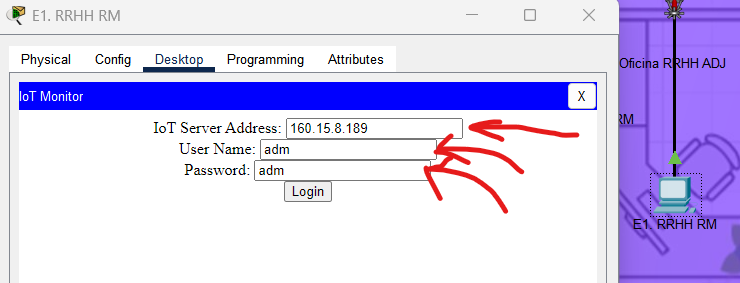 E1. RRHH RM
Physical Config Desktop Programming Attributes
IoT Monitor X
IoT Server Address: 160.15.8.189
User Name: adm
Password: adm
Login
Oficina RRHH ADJ
RM
E1. RRHH RM